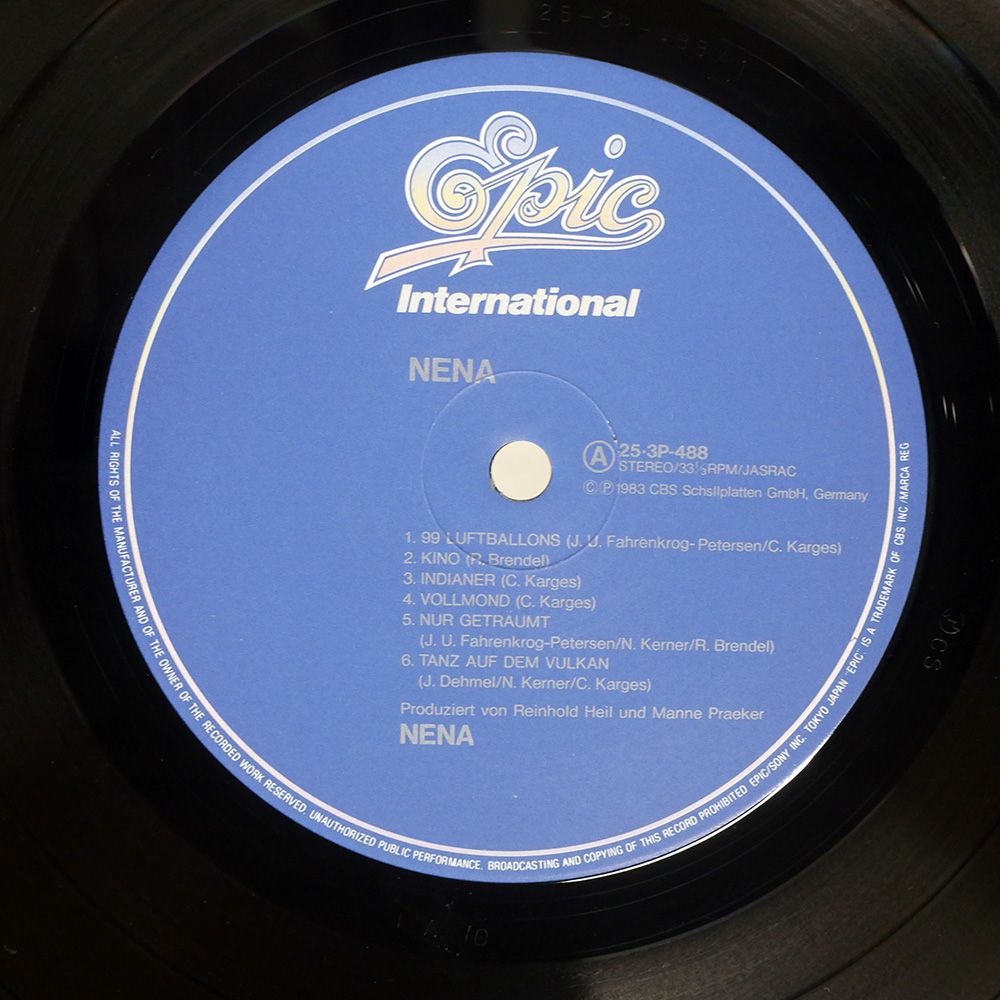 Epic
International
NENA
A 25·3P-488
STEREO/33⅓RPM/JASRAC
©℗1983 CBS Schsllplatten GmbH, Germany
1. 99 LUFTBALLONS (J. U. Fahrenkrog-Petersen/C. Karges)
2. KINO (R. Brendel)
3. INDIANER (C. Karges)
4. VOLLMOND (C. Karges)
5. NUR GETRÄUMT
(J. U. Fahrenkrog-Petersen/N. Kerner/R. Brendel)
6. TANZ AUF DEM VULKAN
(J. Dehmel/N. Kerner/C. Karges)
Produziert von Reinhold Heil und Manne Praeker
NENA
ALL RIGHTS OF THE MANUFACTURER AND OF THE OWNER OF THE RECORDED WORK RESERVED. UNAUTHORIZED PUBLIC PERFORMANCE. BROADCASTING AND COPYING OF THIS RECORD PROHIBITED EPIC/SONY INC. TOKYO JAPAN "EPIC" IS A TRADEMARK OF CBS INC /MARCA REG